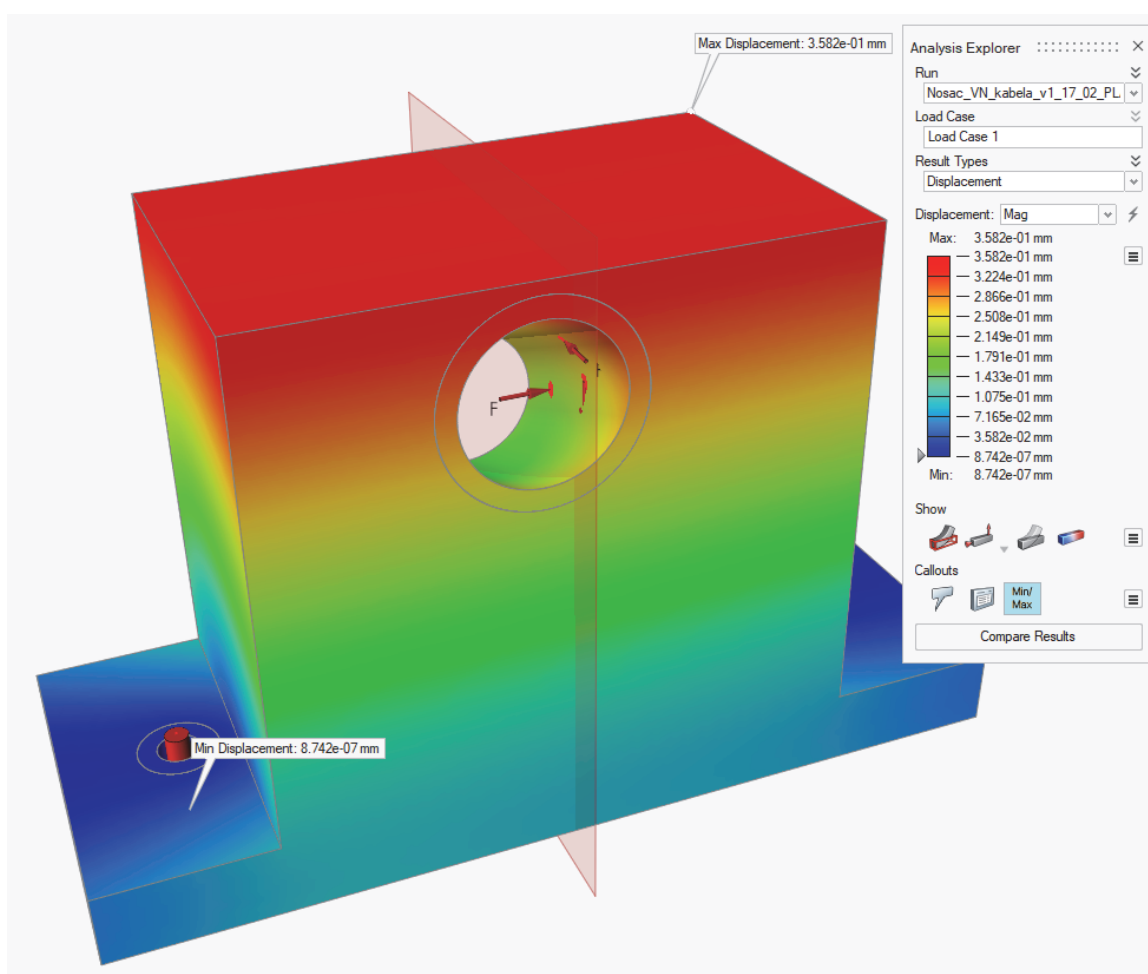 Max Displacement: 3.582e-01 mm
F
Min Displacement: 8.742e-07 mm
Analysis Explorer
Run
Nosac_VN_kabela_v1_17_02_PL.
Load Case
Load Case 1
Result Types
Displacement
Displacement: Mag
Max: 3.582e-01 mm
3.582e-01 mm
3.224e-01 mm
2.866e-01 mm
2.508e-01 mm
2.149e-01 mm
1.791e-01 mm
1.433e-01 mm
1.075e-01 mm
7.165e-02 mm
3.582e-02 mm
8.742e-07 mm
Min: 8.742e-07 mm
Show
Callouts
Min/
Max
Compare Results